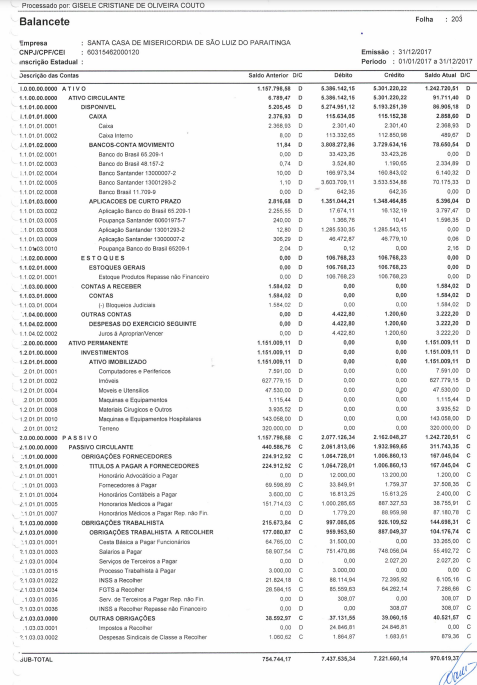 Processado por: GISELE CRISTIANE DE OLIVEIRA COUTO
Balancete Folha : 203
Empresa : SANTA CASA DE MISERICORDIA DE SÃO LUIZ DO PARAITINGA
CNPJ/CPF/CEI : 60315462000120 Emissão : 31/12/2017
Inscrição Estadual : Período : 01/01/2017 a 31/12/2017
Descrição das Contas Saldo Anterior D/C Débito Crédito Saldo Atual D/C
1.0.00.00.0000 A T I V O 1.157.796,58 D 5.386.142,15 5.301.220,22 1.242.720,51 D
1.1.00.00.0000 ATIVO CIRCULANTE 6.789,47 D 5.386.142,15 5.301.220,22 91.711,40 D
1.1.01.00.0000 DISPONIVEL 5.205,45 D 5.274.951,12 5.193.251,39 86.905,18 D
1.1.01.01.0000 CAIXA 2.376,93 D 115.634,05 115.152,38 2.858,60 D
1.1.01.01.0001 Caixa 2.368,93 D 2.301,40 2.301,40 2.368,93 D
1.1.01.01.0002 Caixa Interno 8,00 D 113.332,65 112.850,98 489,67 D
1.1.01.02.0000 BANCOS-CONTA MOVIMENTO 11,84 D 3.808.272,86 3.729.634,16 78.650,54 D
1.1.01.02.0001 Banco do Brasil 65.209-1 0,00 D 33.423,26 33.423,26 0,00 D
1.1.01.02.0003 Banco do Brasil 48.157-2 0,74 D 3.524,60 1.190,65 2.334,89 D
1.1.01.02.0004 Banco Santander 13000007-2 10,00 D 166.973,34 160.843,02 6.140,32 D
1.1.01.02.0005 Banco Santander 13001293-2 1,10 D 3.603.709,11 3.533.534,88 70.175,33 D
1.1.01.02.0008 Banco Brasil 11.709-9 0,00 D 642,35 642,35 0,00 D
1.1.01.03.0000 APLICACOES DE CURTO PRAZO 2.816,68 D 1.351.044,21 1.348.464,85 5.396,04 D
1.1.01.03.0002 Aplicação Banco do Brasil 65.209-1 2.255,55 D 17.674,11 16.132,19 3.797,47 D
1.1.01.03.0005 Poupança Santander 60601975-7 240,00 D 1.366,76 10,41 1.596,35 D
1.1.01.03.0008 Aplicação Santander 13001293-2 12,80 D 1.285.530,35 1.285.543,15 0,00 D
1.1.01.03.0009 Aplicação Santander 13000007-2 306,29 D 46.472,87 46.779,10 0,06 D
1.1.01.03.0010 Poupança Banco do Brasil 65209-1 2,04 D 0,12 0,00 2,16 D
1.1.02.00.0000 E S T O Q U E S 0,00 D 106.768,23 106.768,23 0,00 D
1.1.02.01.0000 ESTOQUES GERAIS 0,00 D 106.768,23 106.768,23 0,00 D
1.1.02.01.0001 Estoque Produtos Repasse não Financeiro 0,00 D 106.768,23 106.768,23 0,00 D
1.1.03.00.0000 CONTAS A RECEBER 1.584,02 D 0,00 0,00 1.584,02 D
1.1.03.01.0000 CONTAS 1.584,02 D 0,00 0,00 1.584,02 D
1.1.03.01.0004 (-) Bloqueios Judiciais 1.584,02 D 0,00 0,00 1.584,02 D
1.1.04.00.0000 OUTRAS CONTAS 0,00 D 4.422,80 1.200,60 3.222,20 D
1.1.04.02.0000 DESPESAS DO EXERCICIO SEGUINTE 0,00 D 4.422,80 1.200,60 3.222,20 D
1.1.04.02.0002 Juros à Apropriar/Vencer 0,00 D 4.422,80 1.200,60 3.222,20 D
1.2.00.00.0000 ATIVO PERMANENTE 1.151.009,11 D 0,00 0,00 1.151.009,11 D
1.2.01.00.0000 INVESTIMENTOS 1.151.009,11 D 0,00 0,00 1.151.009,11 D
1.2.01.01.0000 ATIVO IMOBILIZADO 1.151.009,11 D 0,00 0,00 1.151.009,11 D
1.2.01.01.0001 Computadores e Perifericos 7.591,00 D 0,00 0,00 7.591,00 D
1.2.01.01.0002 Imóveis 627.779,15 D 0,00 0,00 627.779,15 D
1.2.01.01.0004 Moveis e Utensilios 47.530,00 D 0,00 0,00 47.530,00 D
1.2.01.01.0006 Maquinas e Equipamentos 1.115,44 D 0,00 0,00 1.115,44 D
1.2.01.01.0008 Materiais Cirugicos e Outros 3.935,52 D 0,00 0,00 3.935,52 D
1.2.01.01.0010 Maquinas e Equipamentos Hospitalares 143.058,00 D 0,00 0,00 143.058,00 D
1.2.01.01.0012 Terreno 320.000,00 D 0,00 0,00 320.000,00 D
2.0.00.00.0000 P A S S I V O 1.157.796,58 C 2.077.126,34 2.162.048,27 1.242.720,51 C
2.1.00.00.0000 PASSIVO CIRCULANTE 440.586,76 C 2.061.813,06 1.932.969,65 311.743,35 C
2.1.01.00.0000 OBRIGAÇÕES FORNECEDORES 224.912,92 C 1.064.728,01 1.006.860,13 167.045,04 C
2.1.01.01.0000 TITULOS A PAGAR A FORNECEDORES 224.912,92 C 1.064.728,01 1.006.860,13 167.045,04 C
2.1.01.01.0001 Honorário Advocatício a Pagar 0,00 D 12.000,00 13.200,00 1.200,00 C
2.1.01.01.0003 Fornecedores à Pagar 69.598,89 C 33.849,91 1.759,37 37.508,35 C
2.1.01.01.0004 Honorários Contábeis a Pagar 3.600,00 C 16.813,25 15.613,25 2.400,00 C
2.1.01.01.0005 Honorarios Medicos a Pagar 151.714,03 C 1.000.285,65 887.327,53 38.755,91 C
2.1.01.01.0007 Honorários Médicos a Pagar Rep. não Fin. 0,00 D 1.779,20 88.959,98 87.180,78 C
2.1.03.00.0000 OBRIGAÇÕES TRABALHISTA 215.673,84 C 997.085,05 926.109,52 144.698,31 C
2.1.03.01.0000 OBRIGAÇÕES TRABALHISTA A RECOLHER 177.080,87 C 959.953,50 887.049,37 104.176,74 C
2.1.03.01.0001 Cesta Básica a Pagar Funcionários 64.765,00 C 31.500,00 0,00 33.265,00 C
2.1.03.01.0003 Salarios a Pagar 58.907,54 C 751.470,86 748.056,04 55.492,72 C
2.1.03.01.0004 Serviços de Terceiros a Pagar 0,00 D 0,00 2.027,20 2.027,20 C
2.1.03.01.0015 Processo Trabalhista à Pagar 3.000,00 C 3.000,00 0,00 0,00 C
2.1.03.01.0033 INSS a Recolher 21.824,18 C 88.114,94 72.395,92 6.105,16 C
2.1.03.01.0034 FGTS a Recolher 28.584,15 C 85.559,63 64.262,14 7.286,66 C
2.1.03.01.0035 Serv. de Terceiros a Pagar Rep. não Fin. 0,00 D 308,07 0,00 308,07 D
2.1.03.01.0036 INSS a Recolher Repasse não Financeiro 0,00 D 0,00 308,07 308,07 C
2.1.03.03.0000 OUTRAS OBRIGAÇÕES 38.592,97 C 37.131,55 39.060,15 40.521,57 C
2.1.03.03.0001 Impostos a Recolher 0,00 D 24.846,81 24.846,81 0,00 D
2.1.03.03.0002 Despesas Sindicais de Classe a Recolher 1.060,62 C 1.864,87 1.683,61 879,36 C
SUB-TOTAL 754.744,17 7.437.535,34 7.221.660,14 970.619,37